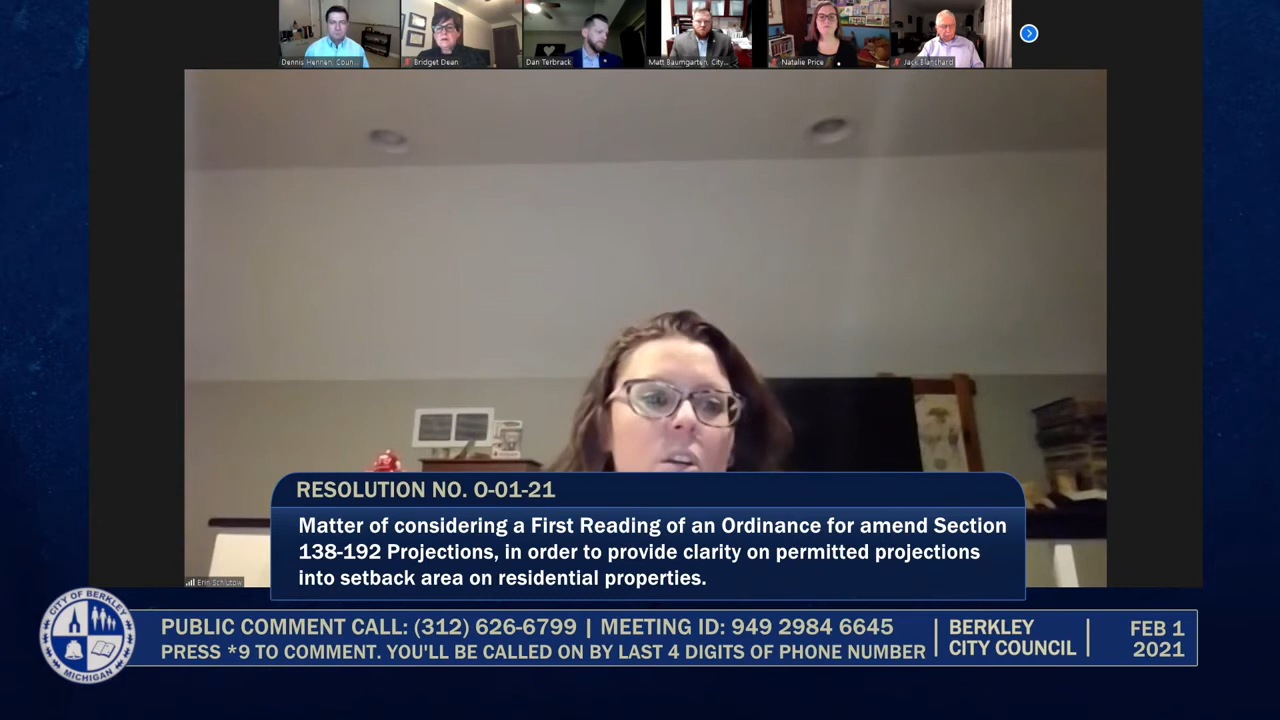 Dennis Hennen, Coun...
Bridget Dean
Dan Terbrack
Matt Baumgarten, City...
Natalie Price
Jack Blanchard
Erin Schlutow
RESOLUTION NO. O-01-21
Matter of considering a First Reading of an Ordinance for amend Section
138-192 Projections, in order to provide clarity on permitted projections
into setback area on residential properties.
CITY OF BERKLEY
MICHIGAN
PUBLIC COMMENT CALL: (312) 626-6799 | MEETING ID: 949 2984 6645
PRESS *9 TO COMMENT. YOU'LL BE CALLED ON BY LAST 4 DIGITS OF PHONE NUMBER
BERKLEY
CITY COUNCIL
FEB 1
2021